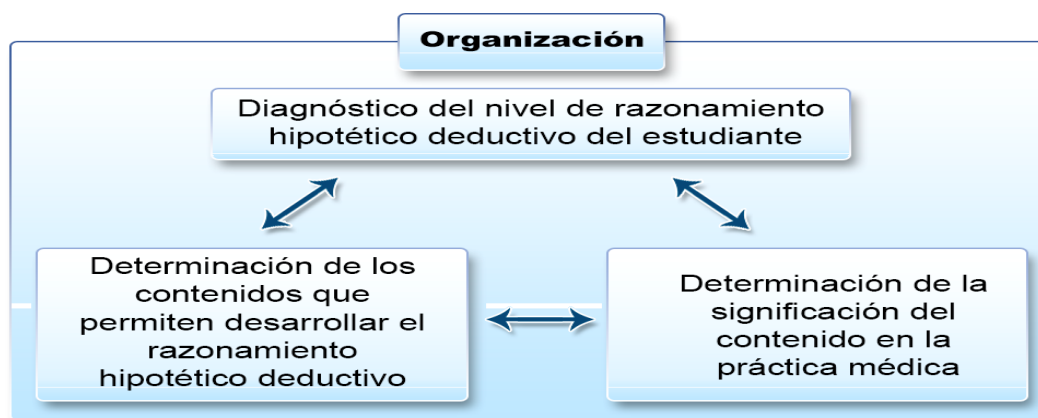 Organización
Diagnóstico del nivel de razonamiento
hipotético deductivo del estudiante
Determinación de los
contenidos que
permiten desarrollar el
razonamiento
hipotético deductivo
Determinación de la
significación del
contenido en la
práctica médica